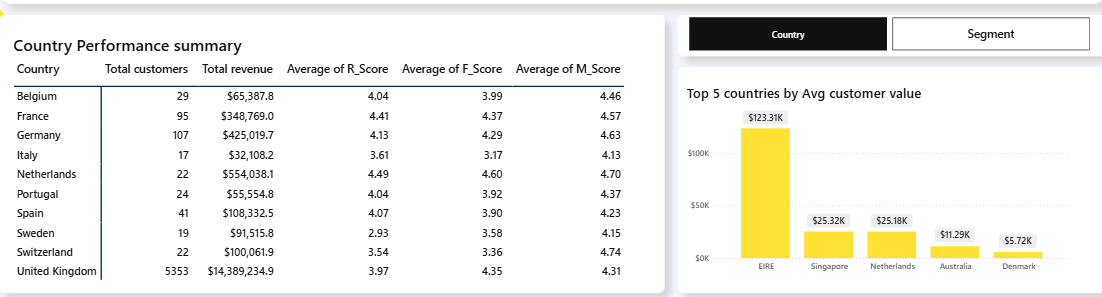 Country Performance summary
Country Total customers Total revenue Average of R_Score Average of F_Score Average of M_Score
Belgium 29 $65,387.8 4.04 3.99 4.46
France 95 $348,769.0 4.41 4.37 4.57
Germany 107 $425,019.7 4.13 4.29 4.63
Italy 17 $32,108.2 3.61 3.17 4.13
Netherlands 22 $554,038.1 4.49 4.60 4.70
Portugal 24 $55,554.8 4.04 3.92 4.37
Spain 41 $108,332.5 4.07 3.90 4.23
Sweden 19 $91,515.8 2.93 3.58 4.15
Switzerland 22 $100,061.9 3.54 3.36 4.74
United Kingdom 5353 $14,389,234.9 3.97 4.35 4.31
Country Segment
Top 5 countries by Avg customer value
$123.31K
$100K
$50K
$25.32K $25.18K
$11.29K
$5.72K
$0K
EIRE Singapore Netherlands Australia Denmark